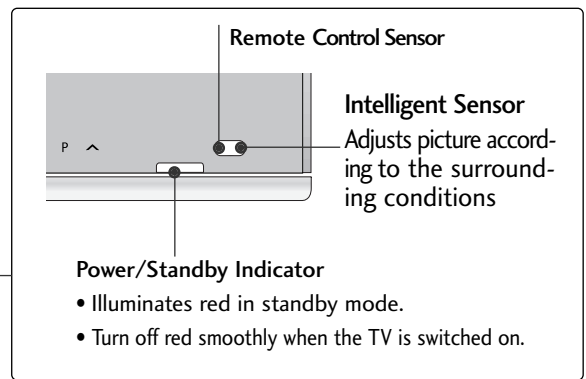 Remote Control Sensor
Intelligent Sensor
Adjusts picture accord-
ing to the surround-
ing conditions
P
Power/Standby Indicator
• Illuminates red in standby mode.
• Turn off red smoothly when the TV is switched on.